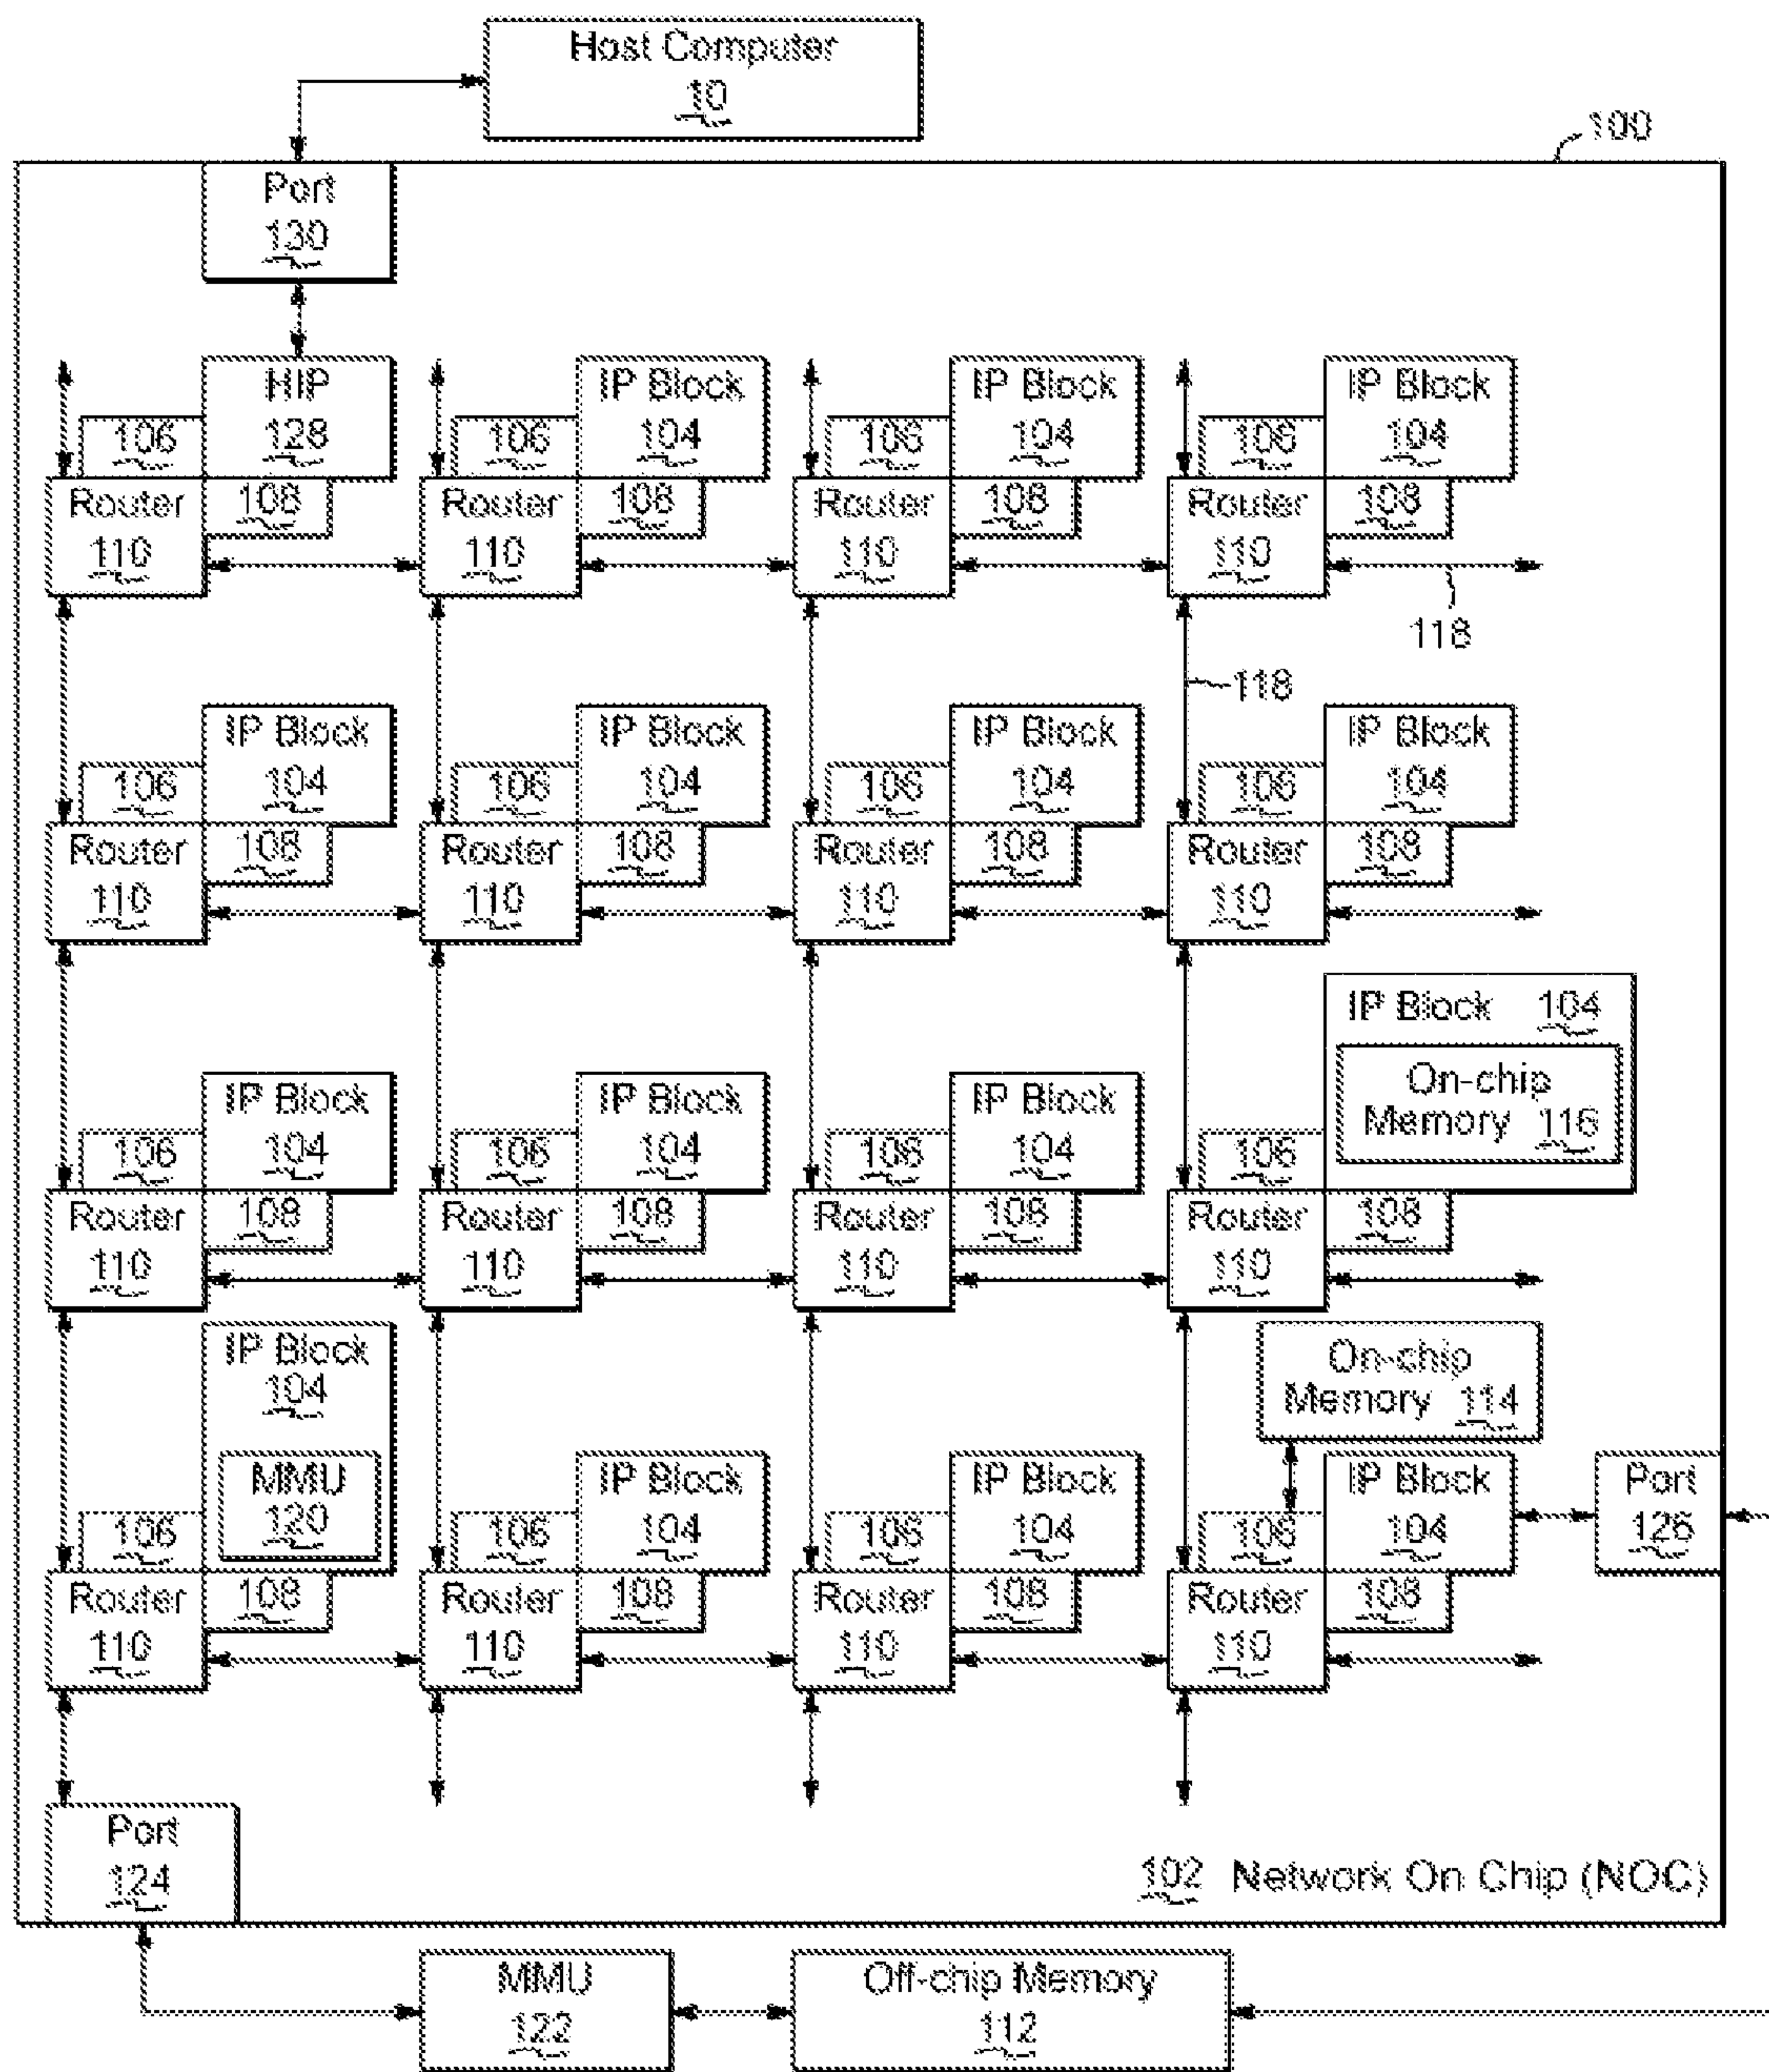 Host Computer
10
100
Port
130
HIP
128
106
Router
110
108
IP Block
104
106
Router
110
108
IP Block
104
106
Router
110
108
IP Block
104
106
Router
110
108
118
118
IP Block
104
106
Router
110
108
IP Block
104
106
Router
110
108
IP Block
104
106
Router
110
108
IP Block
104
106
Router
110
108
IP Block
104
106
Router
110
108
IP Block
104
106
Router
110
108
IP Block
104
106
Router
110
108
IP Block 104
On-chip
Memory 116
106
Router
110
108
IP Block
104
MMU
120
106
Router
110
108
IP Block
104
106
Router
110
108
IP Block
104
106
Router
110
108
On-chip
Memory 114
IP Block
104
106
Router
110
108
Port
126
Port
124
102 Network On Chip (NOC)
MMU
122
Off-chip Memory
112